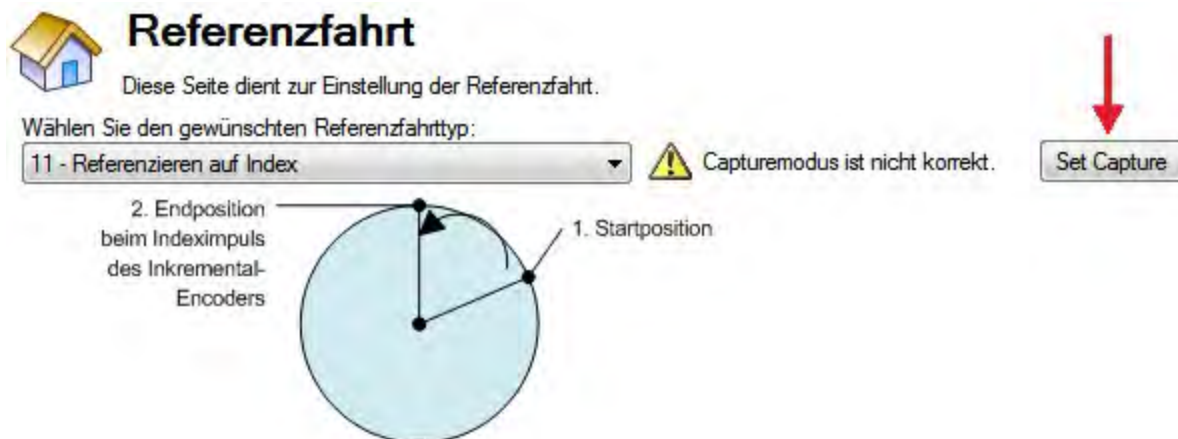 Referenzfahrt
Diese Seite dient zur Einstellung der Referenzfahrt.
Wählen Sie den gewünschten Referenzfahrttyp:
11 - Referenzieren auf Index
Capturemodus ist nicht korrekt.
Set Capture
2. Endposition
beim Indeximpuls
des Inkremental-
Encoders
1. Startposition